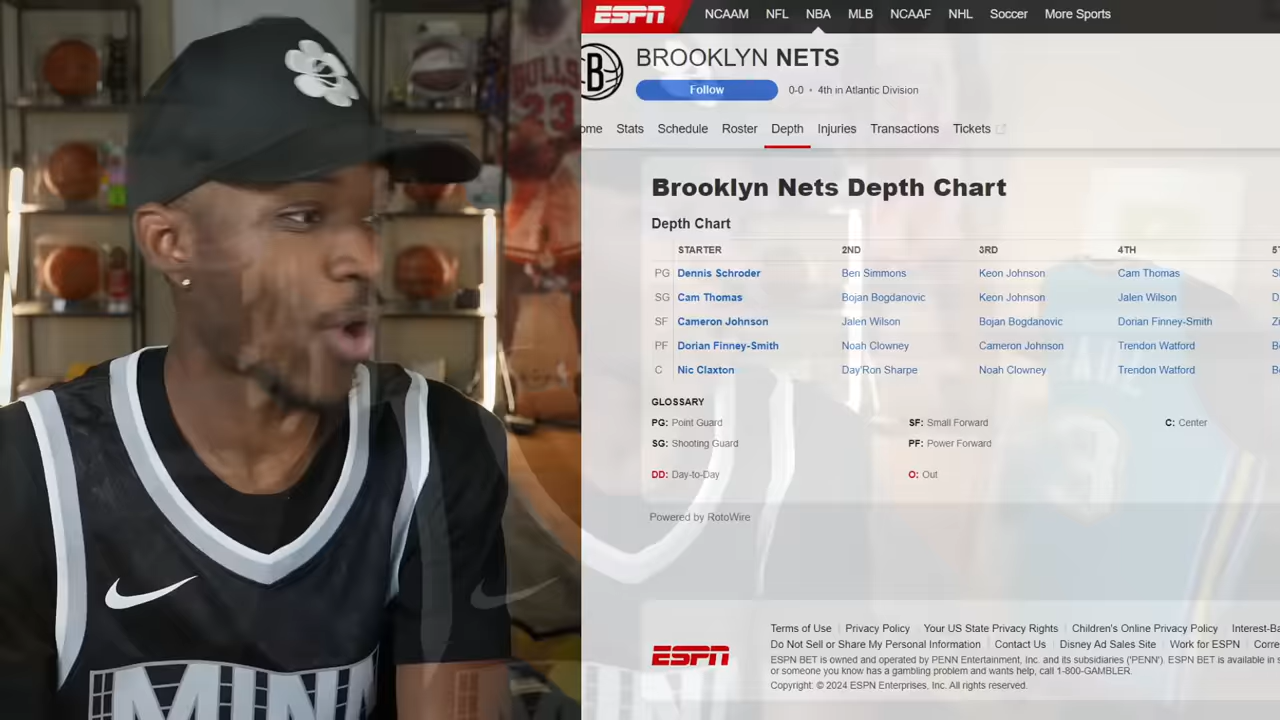 BULLS
23
MINN
ESPN NCAAM NFL NBA MLB NCAAF NHL Soccer More Sports
B
BROOKLYN NETS
Follow 0-0 • 4th in Atlantic Division
ome Stats Schedule Roster Depth Injuries Transactions Tickets
Brooklyn Nets Depth Chart
Depth Chart
STARTER 2ND 3RD 4TH 5T
PG Dennis Schroder Ben Simmons Keon Johnson Cam Thomas
SG Cam Thomas Bojan Bogdanovic Keon Johnson Jalen Wilson
SF Cameron Johnson Jalen Wilson Bojan Bogdanovic Dorian Finney-Smith
PF Dorian Finney-Smith Noah Clowney Cameron Johnson Trendon Watford
C Nic Claxton Day'Ron Sharpe Noah Clowney Trendon Watford
GLOSSARY
PG: Point Guard SF: Small Forward C: Center
SG: Shooting Guard PF: Power Forward
DD: Day-to-Day O: Out
Powered by RotoWire
Terms of Use Privacy Policy Your US State Privacy Rights Children's Online Privacy Policy Interest-Ba
ESPN Do Not Sell or Share My Personal Information Contact Us Disney Ad Sales Site Work for ESPN Corre
ESPN BET is owned and operated by PENN Entertainment, Inc. and its subsidiaries ('PENN'). ESPN BET is available in s
or someone you know has a gambling problem and wants help, call 1-800-GAMBLER.
Copyright: © 2024 ESPN Enterprises, Inc. All rights reserved.